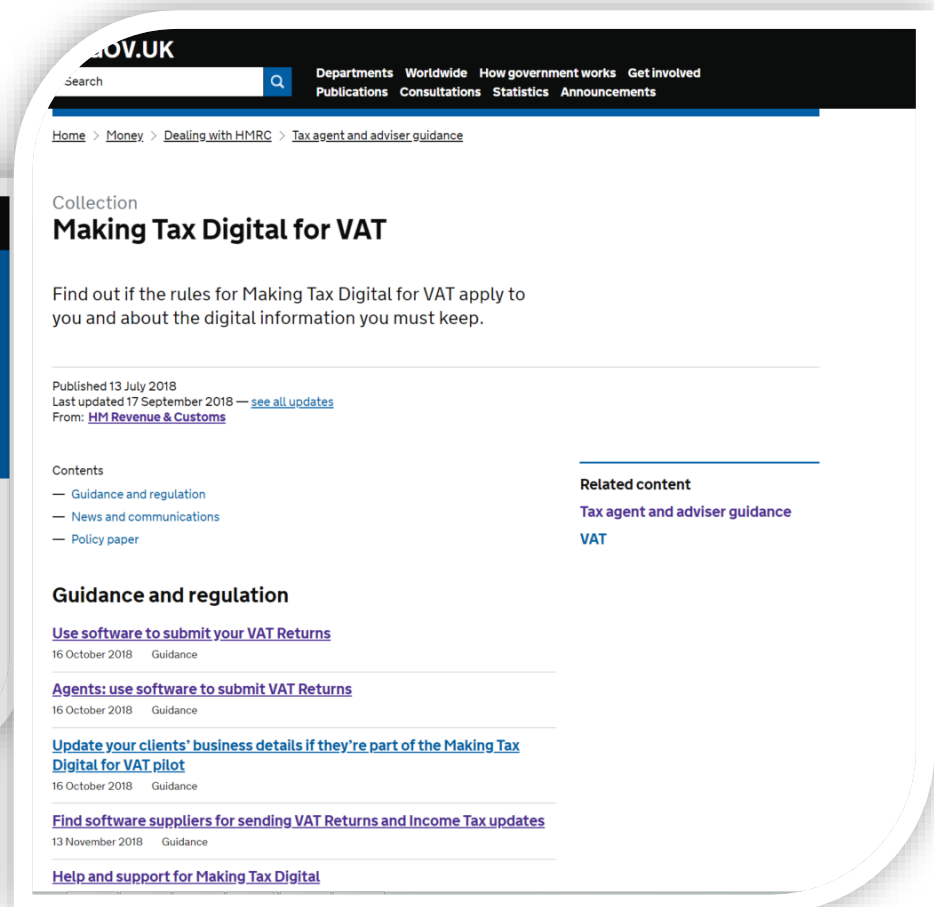 GOV.UK
Search
Departments Worldwide How government works Get involved
Publications Consultations Statistics Announcements
Home > Money > Dealing with HMRC > Tax agent and adviser guidance
Collection
Making Tax Digital for VAT
Find out if the rules for Making Tax Digital for VAT apply to
you and about the digital information you must keep.
Published 13 July 2018
Last updated 17 September 2018 — see all updates
From: HM Revenue & Customs
Contents
— Guidance and regulation
— News and communications
— Policy paper
Related content
Tax agent and adviser guidance
VAT
Guidance and regulation
Use software to submit your VAT Returns
16 October 2018 Guidance
Agents: use software to submit VAT Returns
16 October 2018 Guidance
Update your clients' business details if they're part of the Making Tax
Digital for VAT pilot
16 October 2018 Guidance
Find software suppliers for sending VAT Returns and Income Tax updates
13 November 2018 Guidance
Help and support for Making Tax Digital